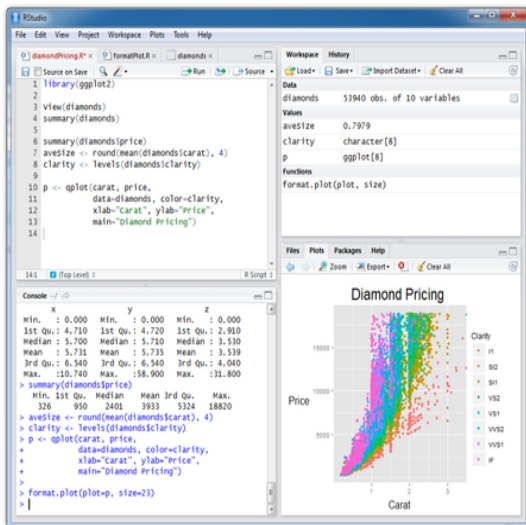 RStudio
File Edit View Project Workspace Plots Tools Help
diamondPricing.R* formatPlot.R diamonds
Source on Save Run Source
1 library(ggplot2)
2
3 View(diamonds)
4 summary(diamonds)
5
6 summary(diamonds$price)
7 aveSize <- round(mean(diamonds$carat), 4)
8 clarity <- levels(diamonds$clarity)
9
10 p <- qplot(carat, price,
11 data=diamonds, color=clarity,
12 xlab="Carat", ylab="Price",
13 main="Diamond Pricing")
14
14:1 (Top Level) R Script
Console ~/
x y z
Min. : 0.000 Min. : 0.000 Min. : 0.000
1st Qu.: 4.710 1st Qu.: 4.720 1st Qu.: 2.910
Median : 5.700 Median : 5.710 Median : 3.530
Mean : 5.731 Mean : 5.735 Mean : 3.539
3rd Qu.: 6.540 3rd Qu.: 6.540 3rd Qu.: 4.040
Max. :10.740 Max. :58.900 Max. :31.800
> summary(diamonds$price)
Min. 1st Qu. Median Mean 3rd Qu. Max.
326 950 2401 3933 5324 18820
> aveSize <- round(mean(diamonds$carat), 4)
> clarity <- levels(diamonds$clarity)
> p <- qplot(carat, price,
+ data=diamonds, color=clarity,
+ xlab="Carat", ylab="Price",
+ main="Diamond Pricing")
>
> format.plot(plot=p, size=23)
>
Workspace History
Load Save Import Dataset Clear All
Data
diamonds 53940 obs. of 10 variables
Values
aveSize 0.7979
clarity character[8]
p ggplot[8]
Functions
format.plot(plot, size)
Files Plots Packages Help
Zoom Export Clear All
Diamond Pricing
Clarity
I1
SI2
SI1
VS2
VS1
VVS2
VVS1
IF
Price
15000
10000
5000
1 2 3
Carat